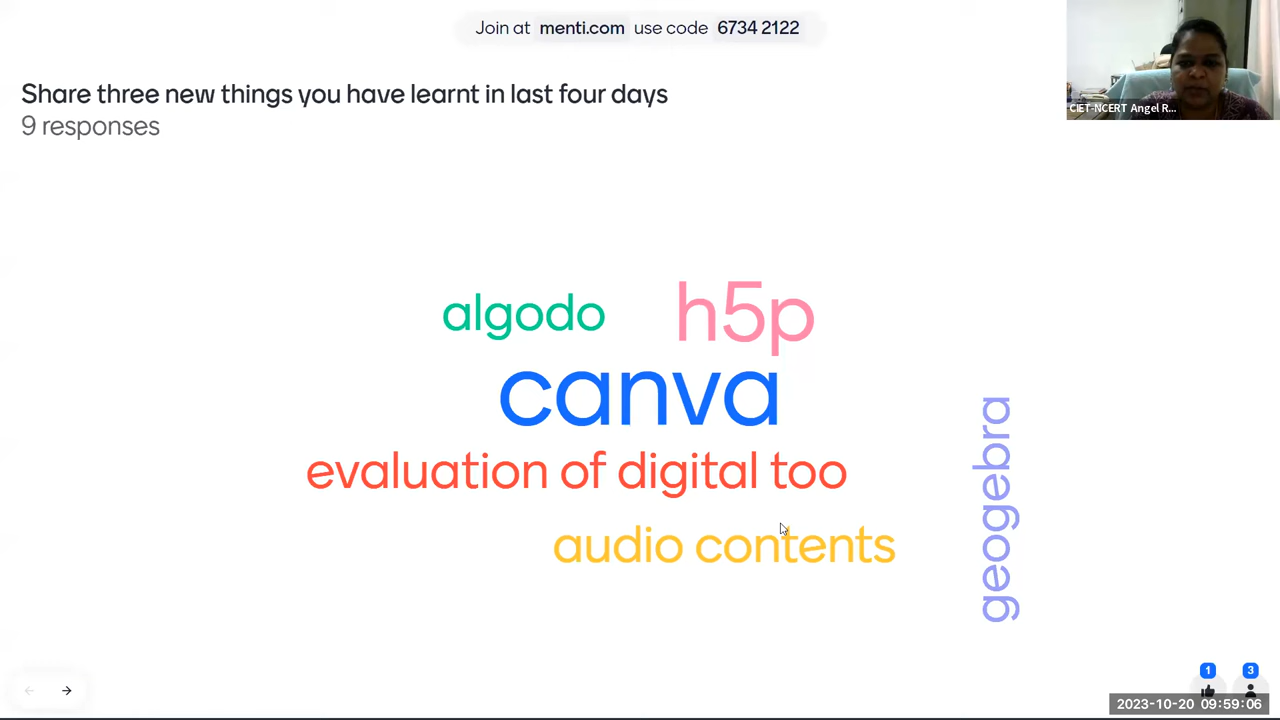 Join at menti.com use code 6734 2122
Share three new things you have learnt in last four days
9 responses
CIET-NCERT Angel R...
algodo
h5p
canva
evaluation of digital too
audio contents
geogebra
1
3
2023-10-20 09:59:06